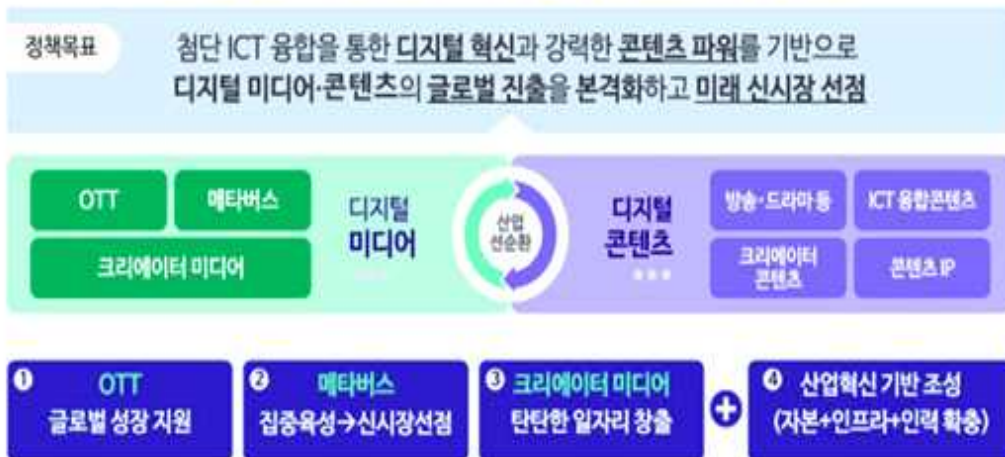 정책목표
첨단 ICT 융합을 통한 디지털 혁신과 강력한 콘텐츠 파워를 기반으로
디지털 미디어·콘텐츠의 글로벌 진출을 본격화하고 미래 신시장 선점
OTT
메타버스
크리에이터 미디어
디지털
미디어
산업
선순환
디지털
콘텐츠
방송·드라마 등
ICT 융합콘텐츠
크리에이터
콘텐츠
콘텐츠 IP
1 OTT
글로벌 성장 지원
2 메타버스
집중육성→신시장선점
3 크리에이터 미디어
탄탄한 일자리 창출
+
4 산업혁신 기반 조성
(자본+인프라+인력 확충)